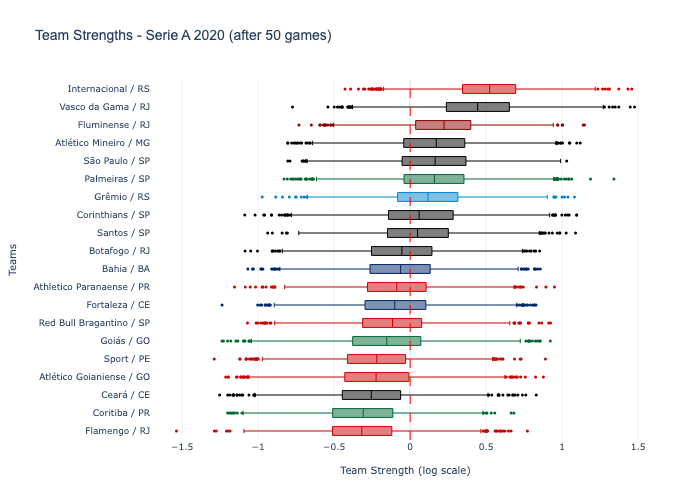 Team Strengths - Serie A 2020 (after 50 games)
Internacional / RS
Vasco da Gama / RJ
Fluminense / RJ
Atlético Mineiro / MG
São Paulo / SP
Palmeiras / SP
Grêmio / RS
Corinthians / SP
Santos / SP
Botafogo / RJ
Bahia / BA
Athletico Paranaense / PR
Fortaleza / CE
Red Bull Bragantino / SP
Goiás / GO
Sport / PE
Atlético Goianiense / GO
Ceará / CE
Coritiba / PR
Flamengo / RJ
Teams
−1.5 −1 −0.5 0 0.5 1 1.5
Team Strength (log scale)